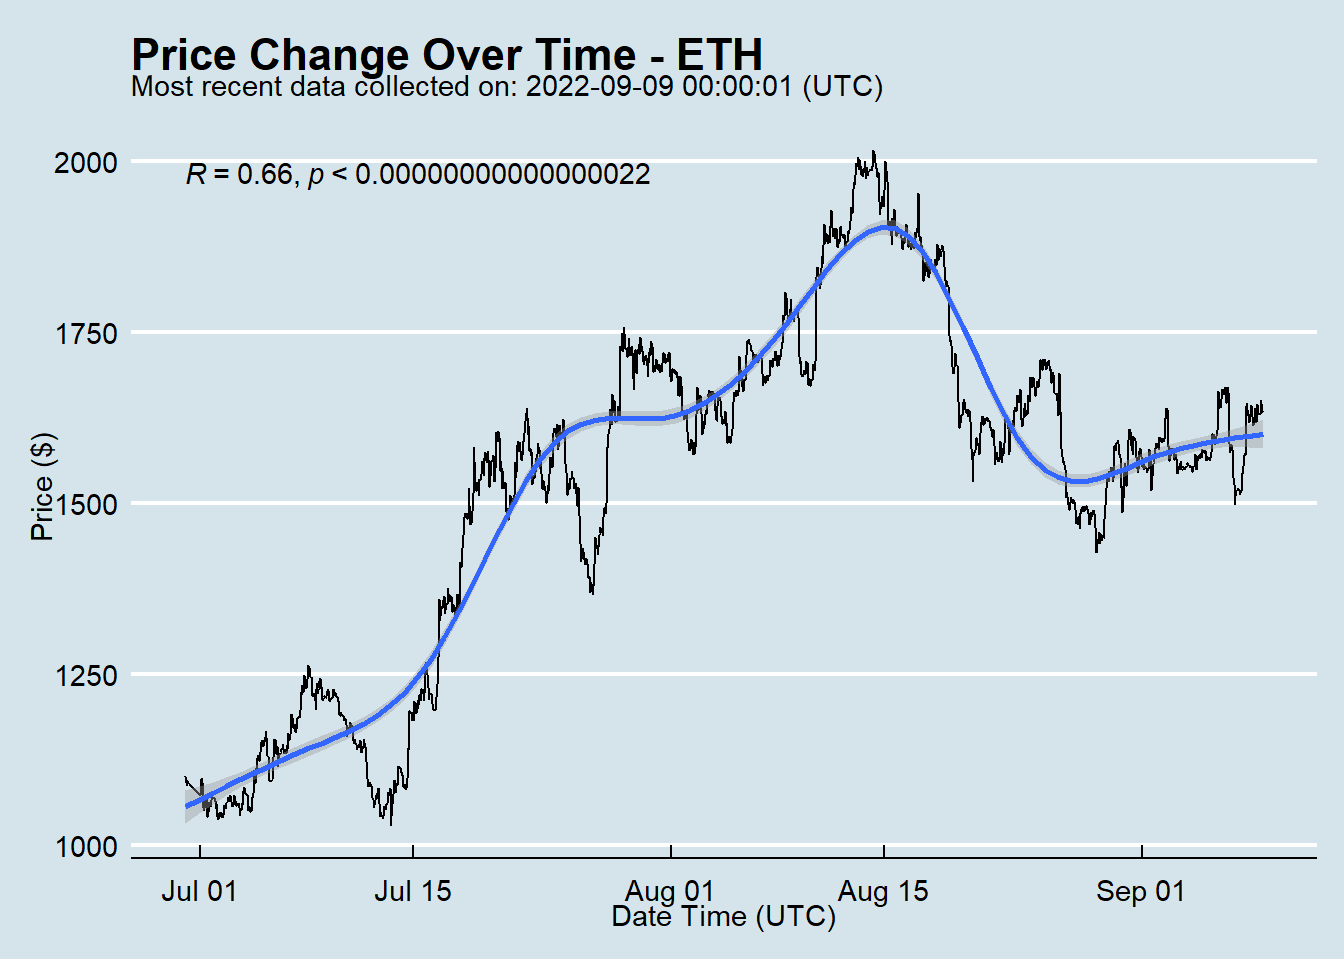 Price Change Over Time - ETH
Most recent data collected on: 2022-09-09 00:00:01 (UTC)
R = 0.66, p < 0.00000000000000022
2000
1750
1500
1250
1000
Price ($)
Jul 01
Jul 15
Aug 01
Aug 15
Sep 01
Date Time (UTC)